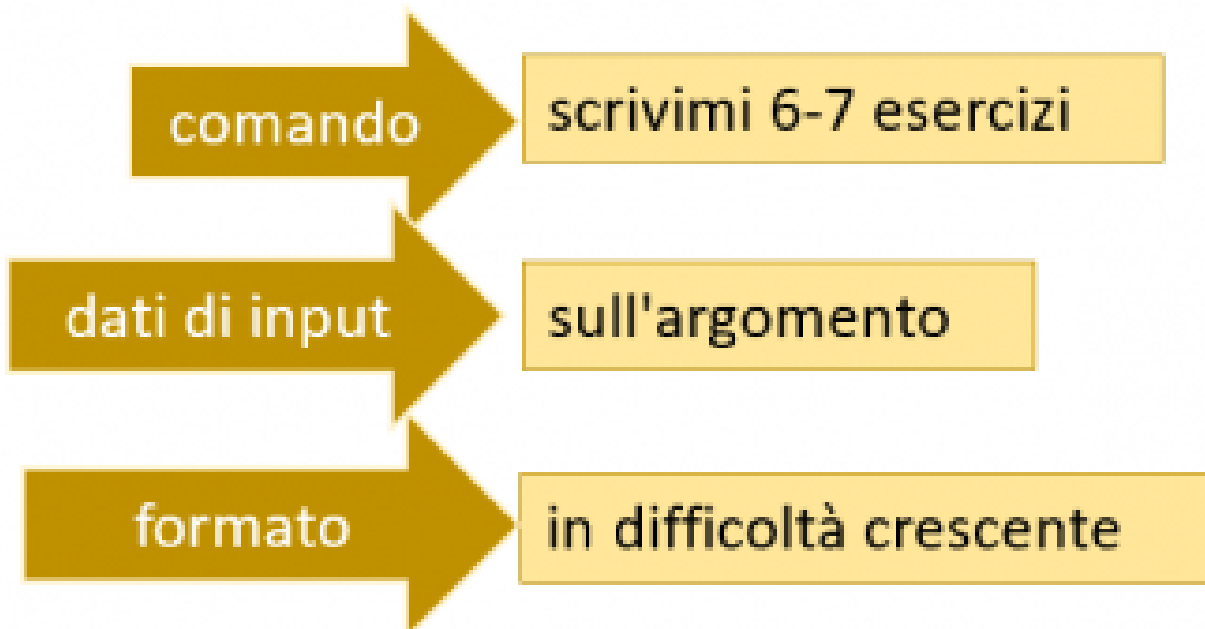 comando
scrivimi 6-7 esercizi
dati di input
sull'argomento
formato
in difficoltà crescente